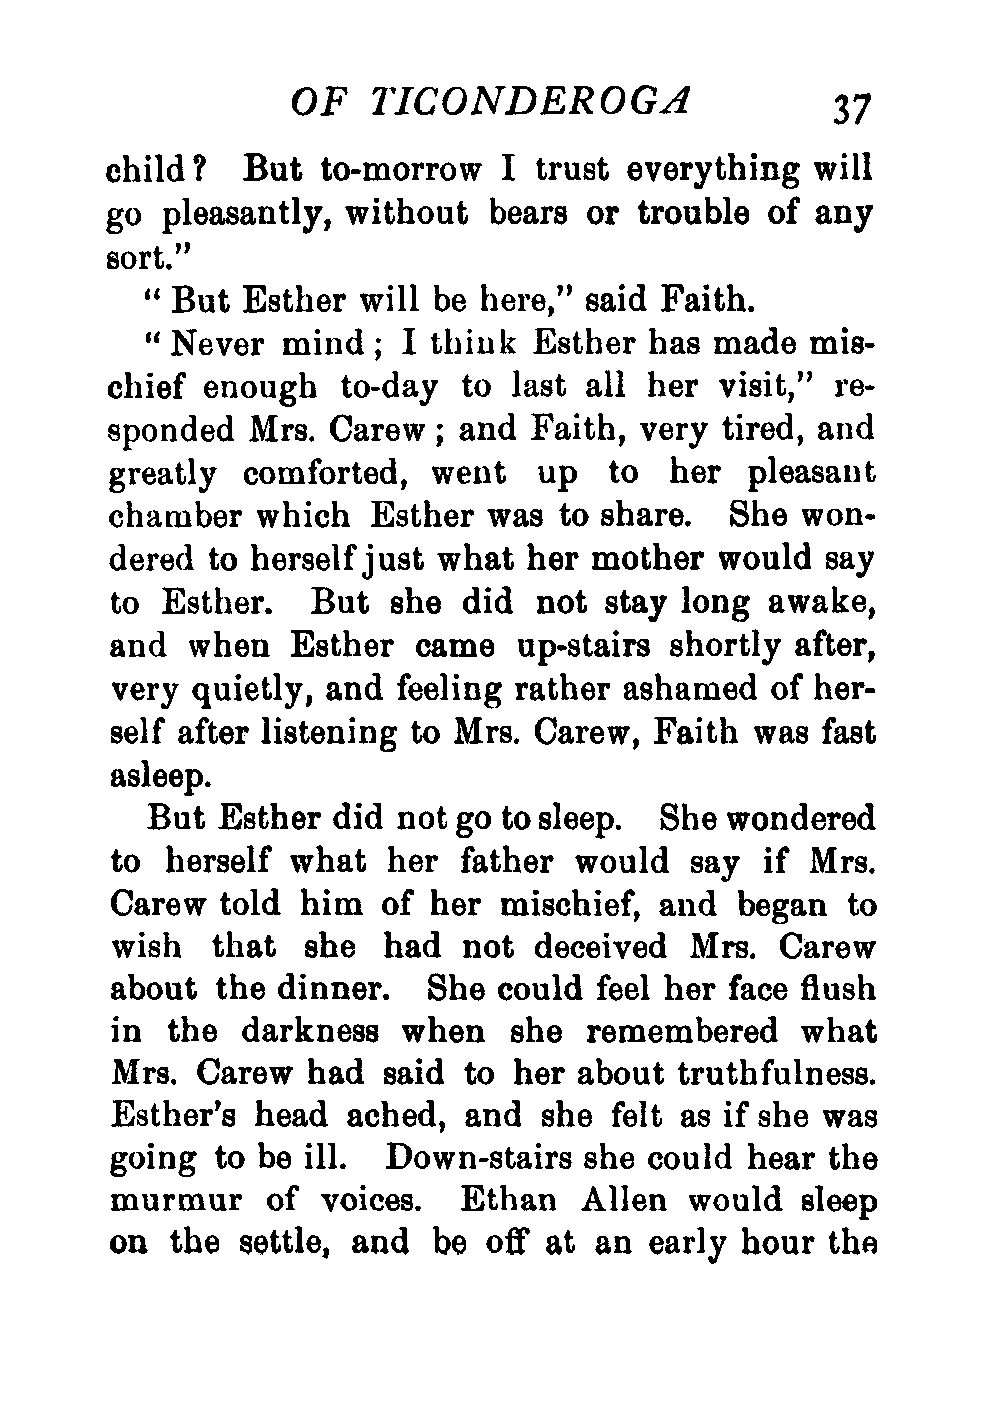 OF TICONDEROGA 37
child? But to-morrow I trust everything will
go pleasantly, without bears or trouble of any
sort."
"But Esther will be here," said Faith.
"Never mind; I think Esther has made mis-
chief enough to-day to last all her visit," re-
sponded Mrs. Carew; and Faith, very tired, and
greatly comforted, went up to her pleasant
chamber which Esther was to share. She won-
dered to herself just what her mother would say
to Esther. But she did not stay long awake,
and when Esther came up-stairs shortly after,
very quietly, and feeling rather ashamed of her-
self after listening to Mrs. Carew, Faith was fast
asleep.
But Esther did not go to sleep. She wondered
to herself what her father would say if Mrs.
Carew told him of her mischief, and began to
wish that she had not deceived Mrs. Carew
about the dinner. She could feel her face flush
in the darkness when she remembered what
Mrs. Carew had said to her about truthfulness.
Esther's head ached, and she felt as if she was
going to be ill. Down-stairs she could hear the
murmur of voices. Ethan Allen would sleep
on the settle, and be off at an early hour the